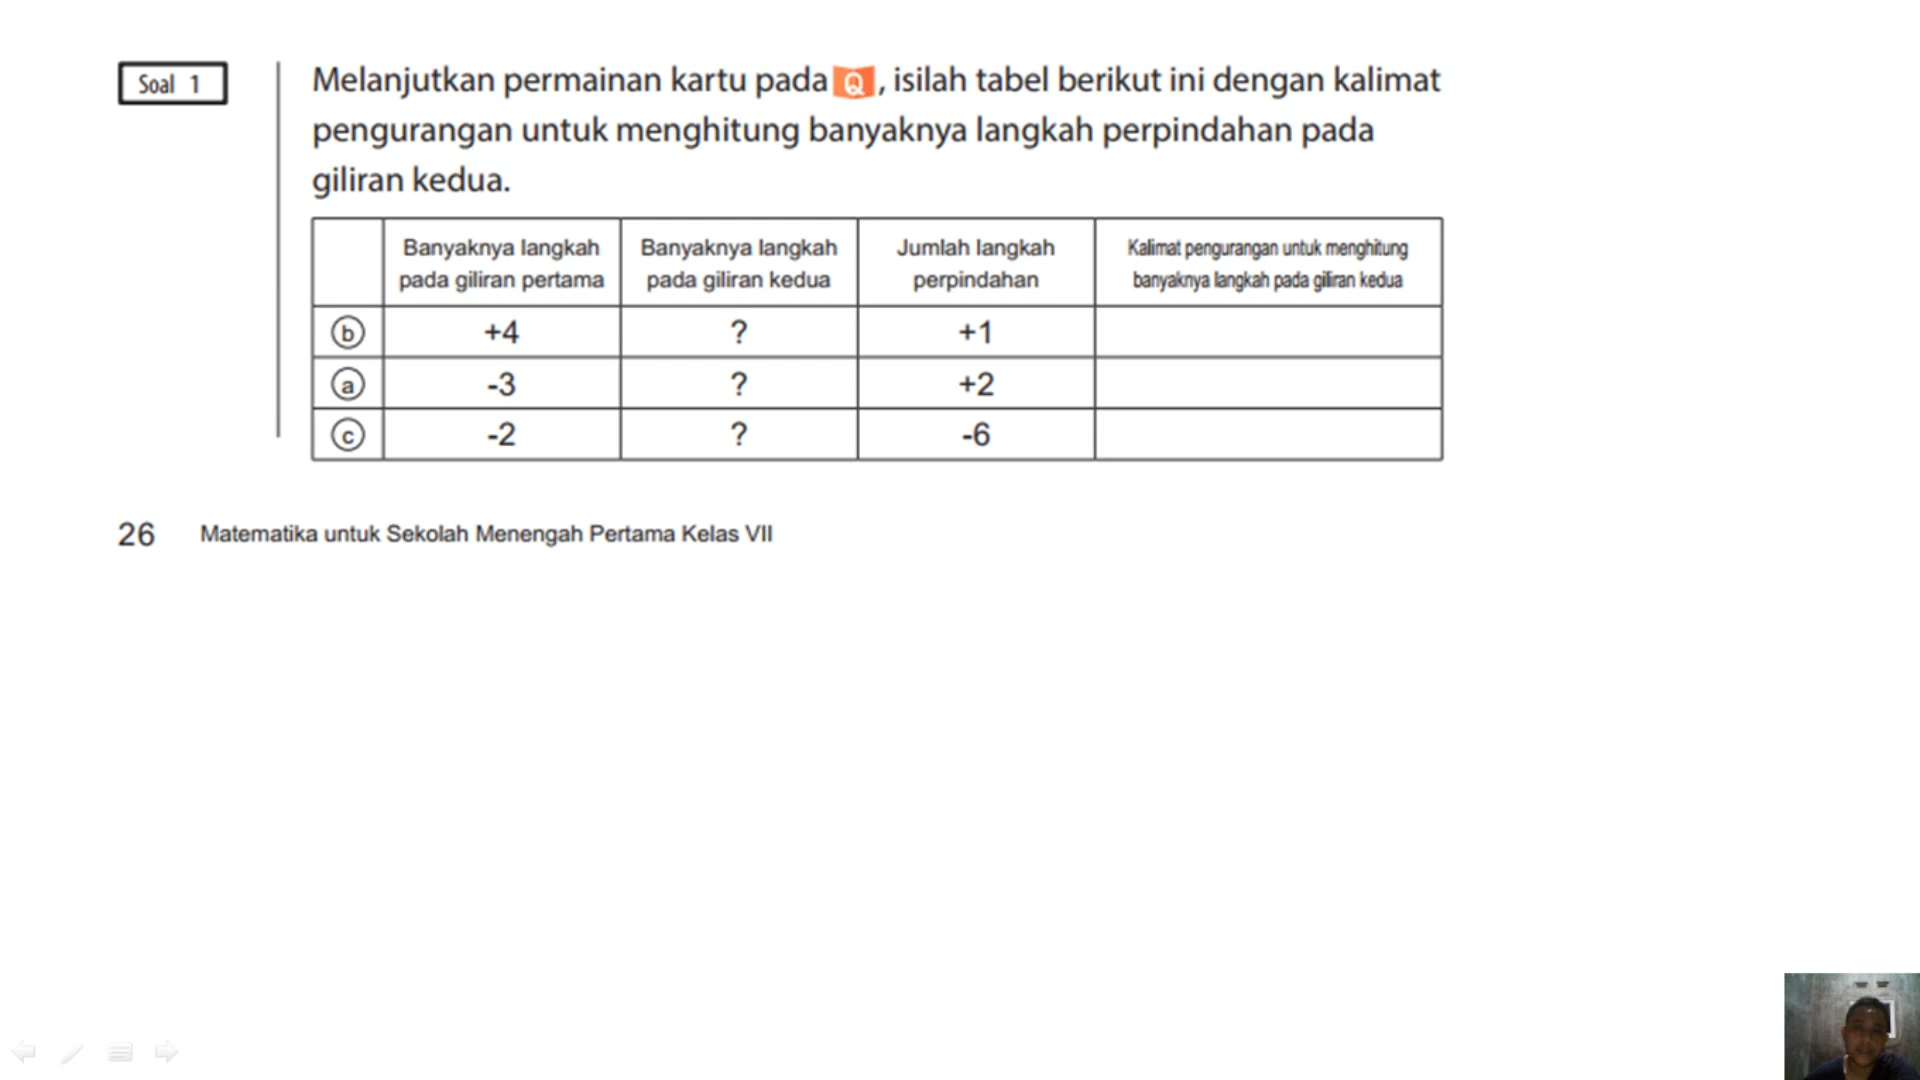 Soal 1
Melanjutkan permainan kartu pada Q, isilah tabel berikut ini dengan kalimat
pengurangan untuk menghitung banyaknya langkah perpindahan pada
giliran kedua.
Banyaknya langkah pada giliran pertama | Banyaknya langkah pada giliran kedua | Jumlah langkah perpindahan | Kalimat pengurangan untuk menghitung banyaknya langkah pada giliran kedua
b +4 ? +1
a -3 ? +2
c -2 ? -6
26 Matematika untuk Sekolah Menengah Pertama Kelas VII